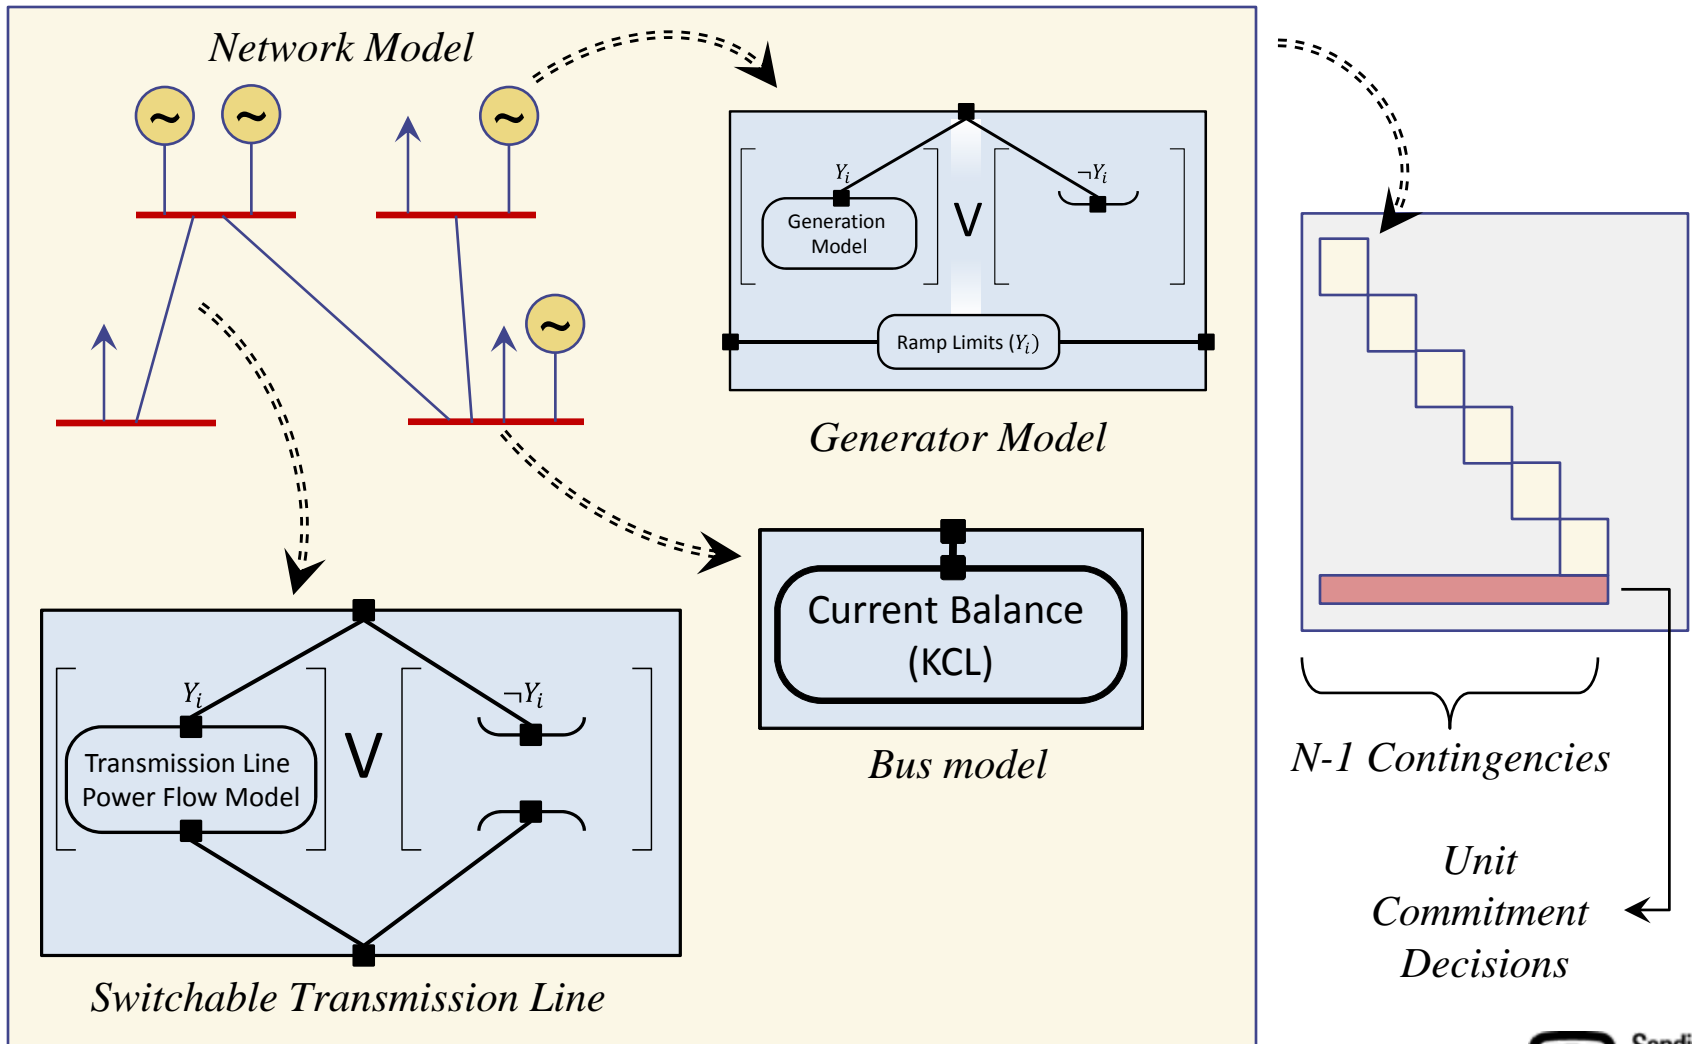 Network Model
~
~
~
~
Y_i
¬Y_i
Generation
Model
V
Ramp Limits (Y_i)
Generator Model
Current Balance
(KCL)
Bus model
Y_i
¬Y_i
Transmission Line
Power Flow Model
V
Switchable Transmission Line
N-1 Contingencies
Unit
Commitment
Decisions